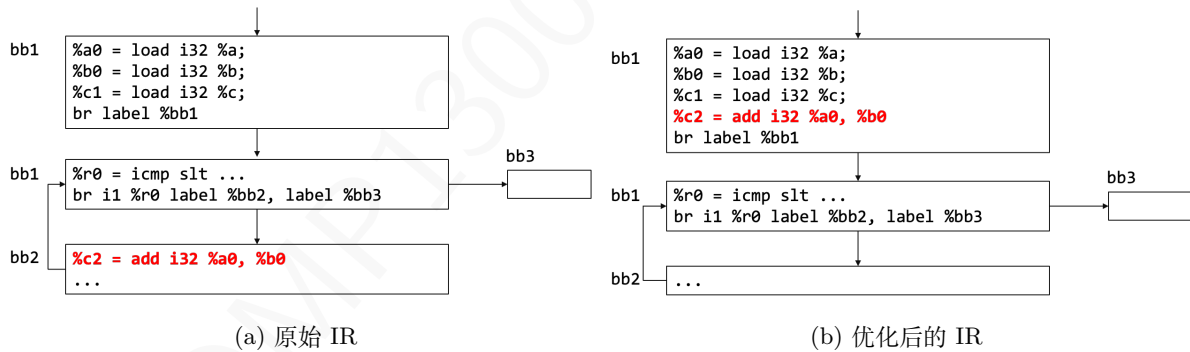 bb1
%a0 = load i32 %a;
%b0 = load i32 %b;
%c1 = load i32 %c;
br label %bb1
bb1
%r0 = icmp slt ...
br i1 %r0 label %bb2, label %bb3
bb3
bb2
%c2 = add i32 %a0, %b0
...
(a) 原始 IR
bb1
%a0 = load i32 %a;
%b0 = load i32 %b;
%c1 = load i32 %c;
%c2 = add i32 %a0, %b0
br label %bb1
bb1
%r0 = icmp slt ...
br i1 %r0 label %bb2, label %bb3
bb3
bb2
...
(b) 优化后的 IR